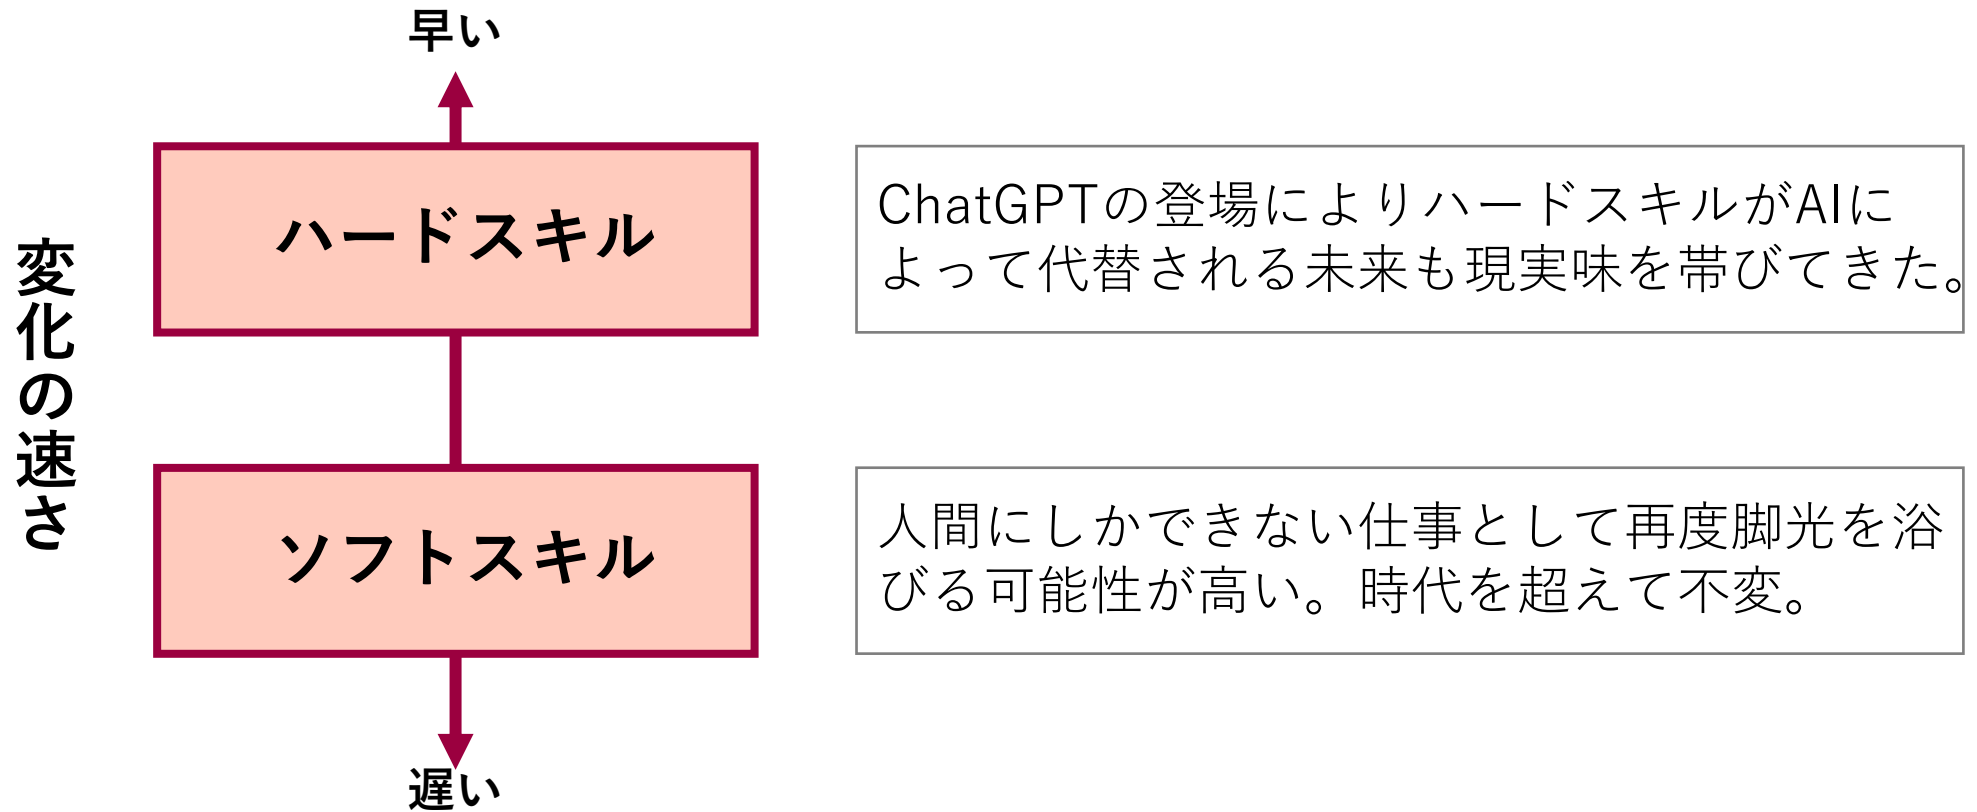 早い
変化の速さ
ハードスキル
ChatGPTの登場によりハードスキルがAIに
よって代替される未来も現実味を帯びてきた。
ソフトスキル
人間にしかできない仕事として再度脚光を浴
びる可能性が高い。時代を超えて不変。
遅い